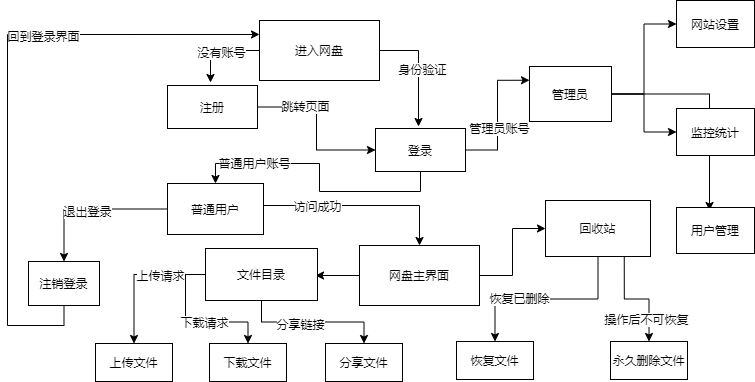 网站设置
回到登录界面
进入网盘
没有账号
身份验证
管理员
注册
跳转页面
管理员账号
监控统计
登录
普通用户账号
普通用户
访问成功
退出登录
回收站
用户管理
注销登录
上传请求
文件目录
网盘主界面
恢复已删除
下载请求
分享链接
操作后不可恢复
上传文件
下载文件
分享文件
恢复文件
永久删除文件